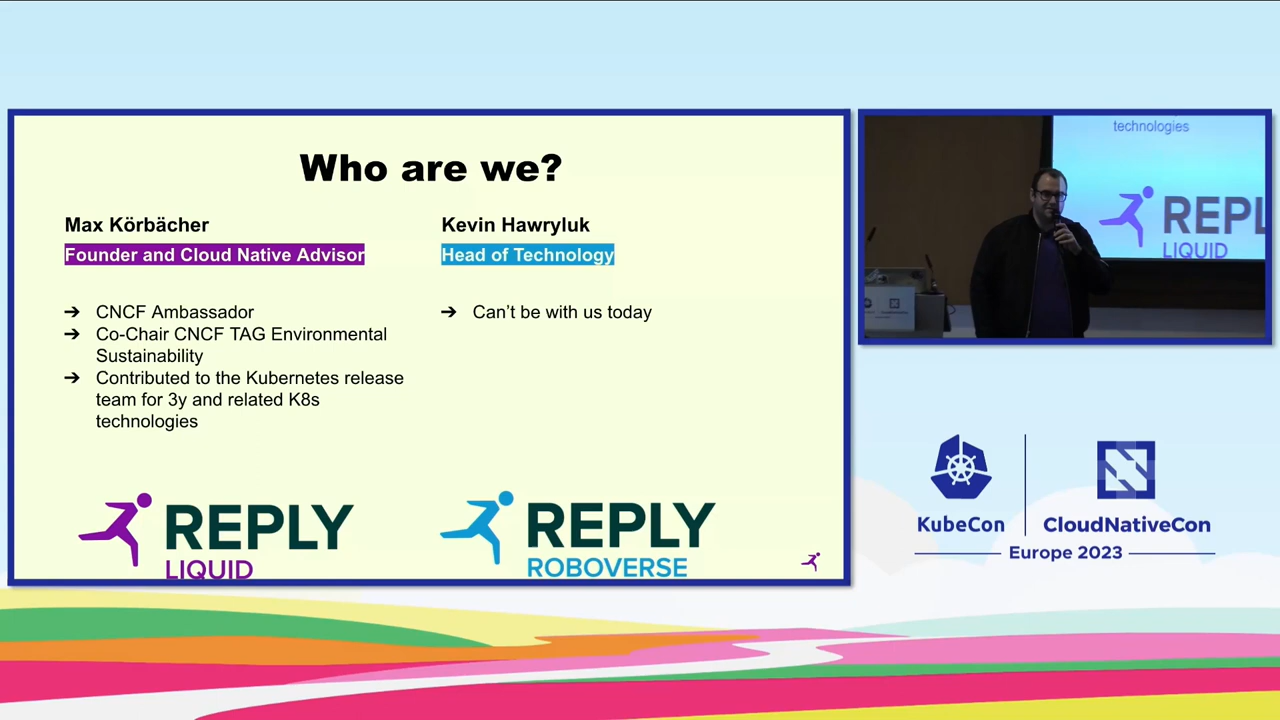 Who are we?
Max Körbächer
Founder and Cloud Native Advisor
➔ CNCF Ambassador
➔ Co-Chair CNCF TAG Environmental
Sustainability
➔ Contributed to the Kubernetes release
team for 3y and related K8s
technologies
REPLY
LIQUID
Kevin Hawryluk
Head of Technology
➔ Can't be with us today
REPLY
ROBOVERSE
technologies
REPL
LIQUID
KubeCon
CloudNativeCon
Europe 2023